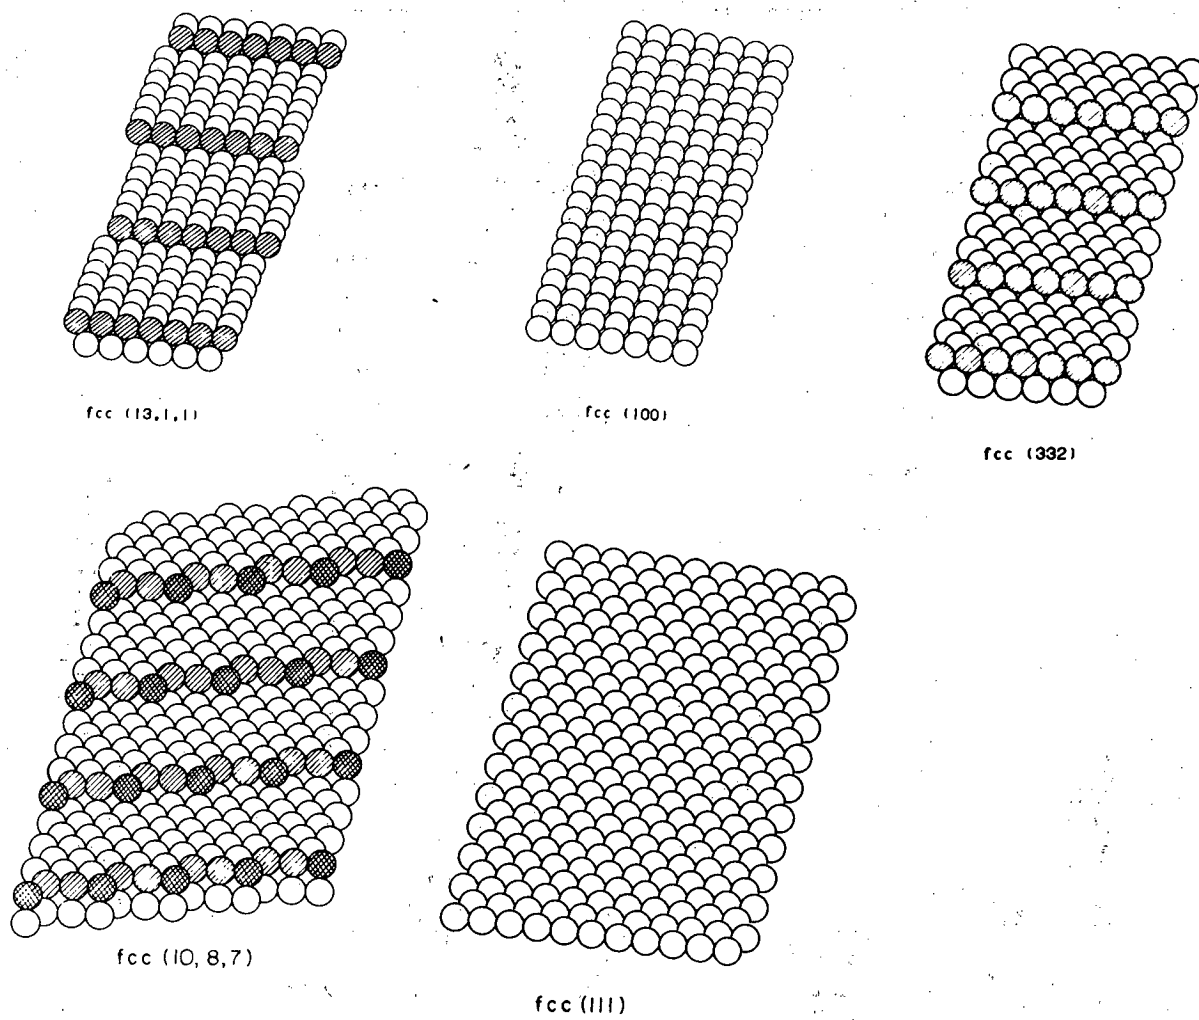 fcc (13,1,1)
fcc (100)
fcc (332)
fcc (10, 8, 7)
fcc (111)